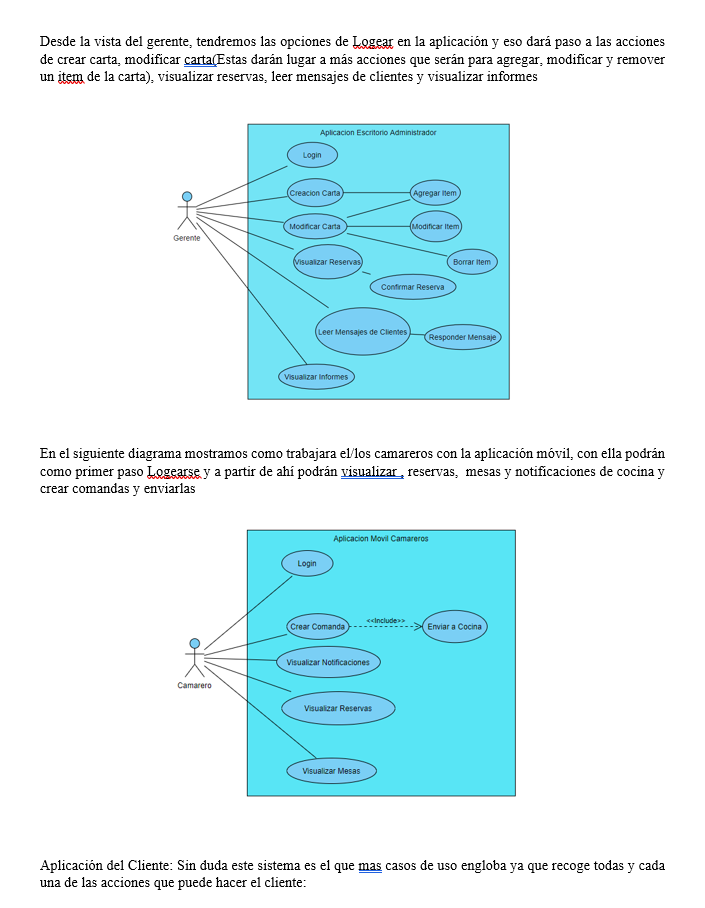 Desde la vista del gerente, tendremos las opciones de Logear en la aplicación y eso dará paso a las acciones
de crear carta, modificar carta(Estas darán lugar a más acciones que serán para agregar, modificar y remover
un item de la carta), visualizar reservas, leer mensajes de clientes y visualizar informes
Aplicacion Escritorio Administrador
Login
Creacion Carta
Agregar Item
Modificar Carta
Modificar Item
Gerente
Visualizar Reservas
Borrar Item
Confirmar Reserva
Leer Mensajes de Clientes
Responder Mensaje
Visualizar Informes
En el siguiente diagrama mostramos como trabajara el/los camareros con la aplicación móvil, con ella podrán
como primer paso Logearse y a partir de ahí podrán visualizar , reservas, mesas y notificaciones de cocina y
crear comandas y enviarlas
Aplicacion Movil Camareros
Login
Crear Comanda
<<Include>>
Enviar a Cocina
Visualizar Notificaciones
Camarero
Visualizar Reservas
Visualizar Mesas
Aplicación del Cliente: Sin duda este sistema es el que mas casos de uso engloba ya que recoge todas y cada
una de las acciones que puede hacer el cliente: